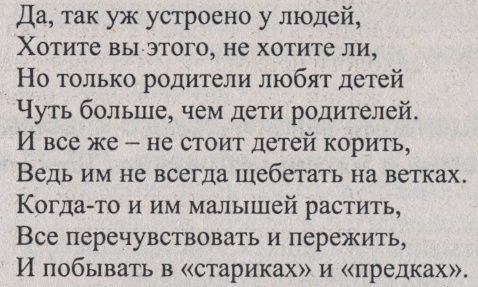 Да, так уж устроено у людей,
Хотите вы этого, не хотите ли,
Но только родители любят детей
Чуть больше, чем дети родителей.
И все же – не стоит детей корить,
Ведь им не всегда щебетать на ветках.
Когда-то и им малышей растить,
Все перечувствовать и пережить,
И побывать в «стариках» и «предках».